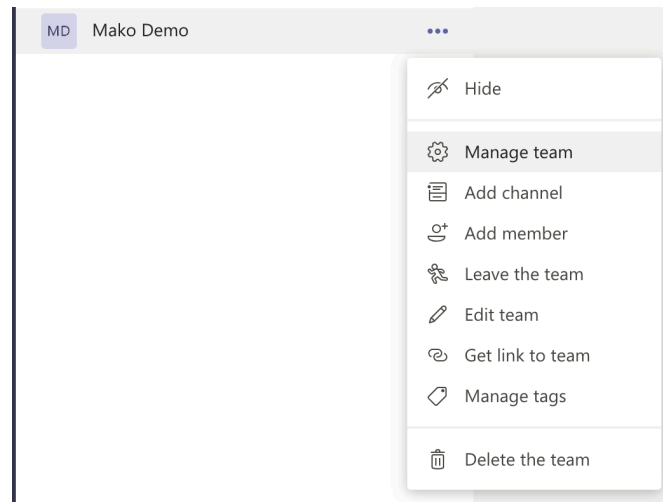 MD Mako Demo
Hide
Manage team
Add channel
Add member
Leave the team
Edit team
Get link to team
Manage tags
Delete the team